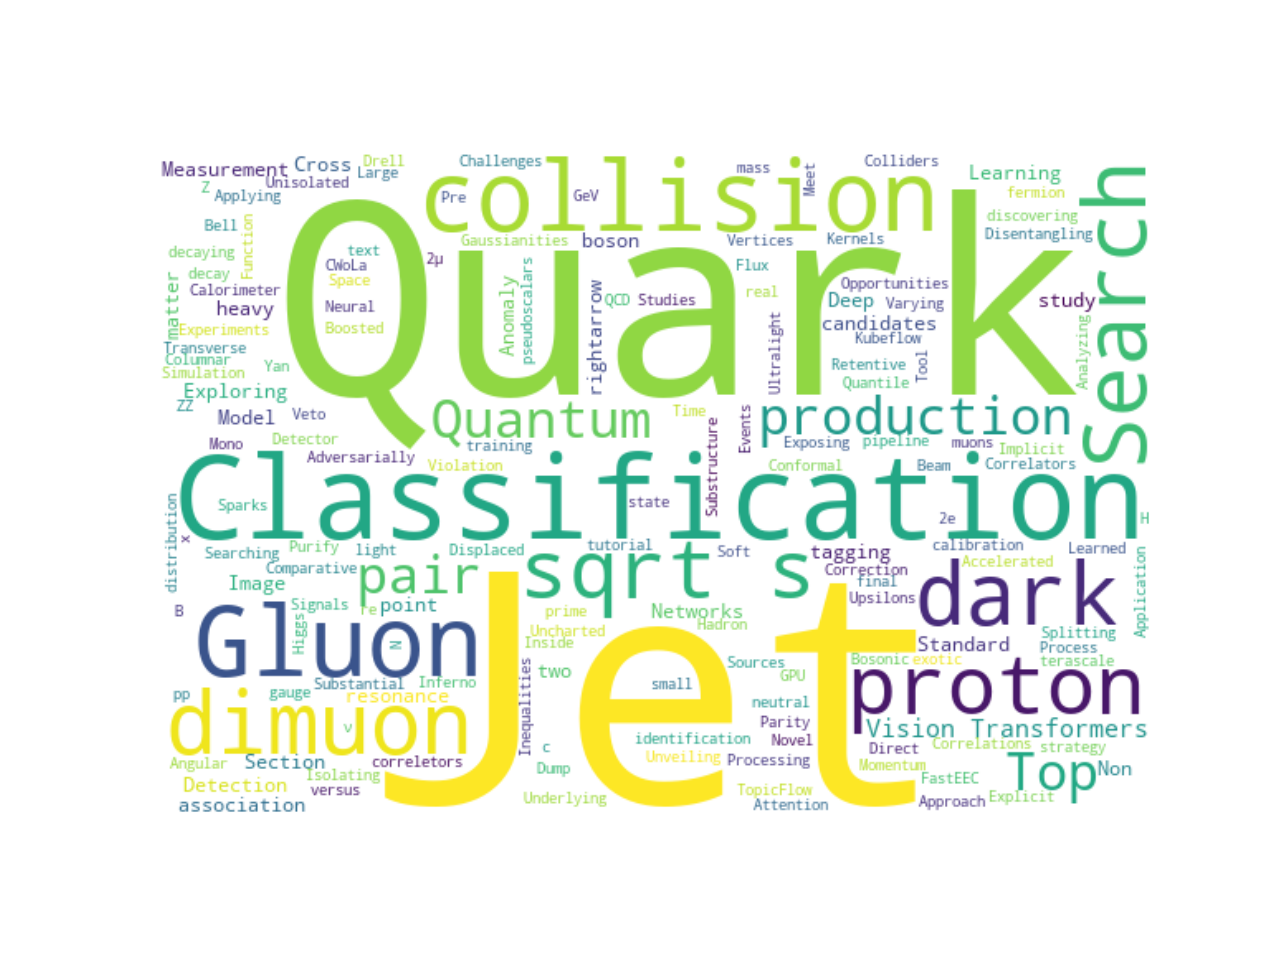 Measurement
Cross
Drell
Large
Unisolated
Z
Applying
Challenges
collision
Pre
GeV
mass
Meet
Colliders
Learning
fermion
search
Bell
Function
discovering
Disentangling
decaying
text
CWoLa
2μ
Gaussianities
boson
Vertices
Kernels
Quark
decay
Space
Flux
Opportunities
matter
Calorimeter
heavy
Neural
Anomaly
pseudoscalars
rightarrow
QCD
Studies
real
Deep
Varying
study
Experiments
Boosted
Ultralight
candidates
Kubeflow
Analyzing
Transverse
Columnar
Simulation
Yan
Retentive
Tool
Quantile
Exploring
ZZ
Model
Veto
Quantum
Time
production
Events
Mono
Detector
training
Substructure
Exposing
pipeline
muons
Implicit
Adversarially
Violation
Conformal
Beam
Correlators
Classification
distribution
Sparks
state
2e
H
x
Searching
Purify
light
Displaced
tutorial
Soft
tagging
calibration
Learned
Comparative
pair
sqrt s
Correction
Accelerated
Image
final
dark
Application
B
Signals
re
point
prime
Networks
Upsilons
Gluon
Higgs
N
Uncharted
Hadron
Splitting
Inside
Jet
Standard
Process
Substantial
Inferno
two
Sources
Bosonic
exotic
terascale
pp
gauge
resonance
Inequalities
small
GPU
proton
dimuon
v
neutral
Parity
Vision Transformers
identification
Novel
c
Direct
Correlations
strategy
Angular
Section
correletors
Unveiling
Processing
Momentum
Isolating
Dump
Top
Non
Detection
versus
FastEEC
TopicFlow
association
Underlying
Attention
Approach
Explicit